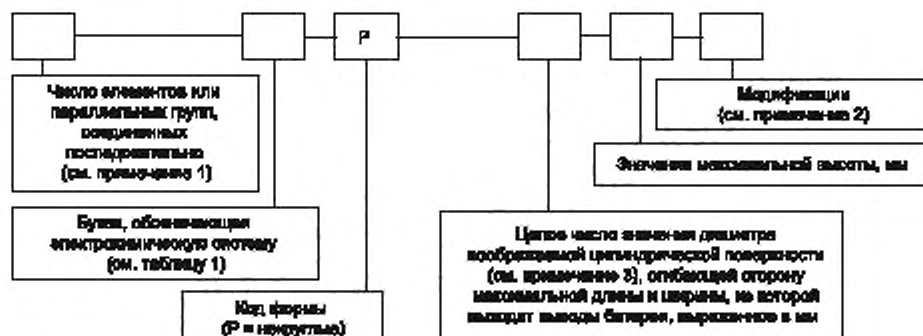 Р
Число элементов или
параллельных групп,
соединенных
последовательно
(см. примечание 1)
Модификации
(см. примечание 2)
Значение максимальной высоты, мм
Буква, обозначающая
электрохимическую систему
(см. таблицу 1)
Целое число значения диаметра
воображаемой цилиндрической поверхности
(см. примечание 3), огибающей сторону
максимальной длины и ширины, из которой
выходят выводы батареи, выраженное в мм
Код формы
(Р = некруглые)